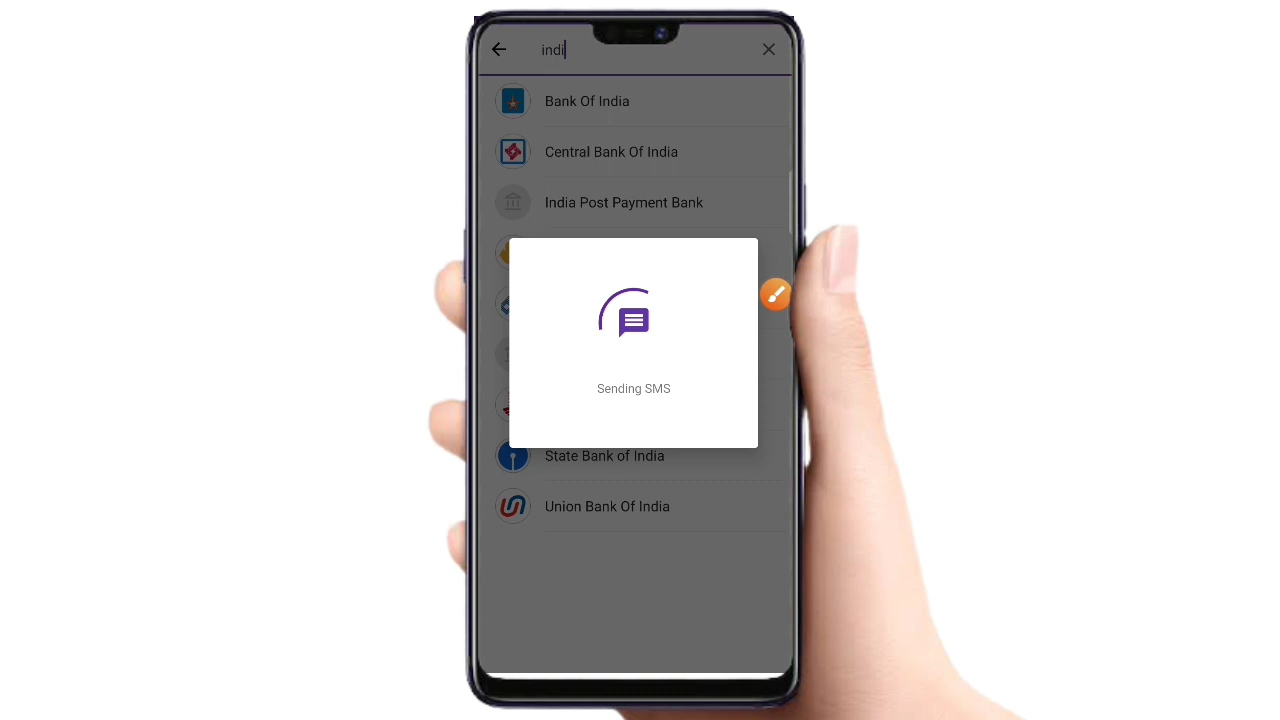 indi
Bank Of India
Central Bank Of India
India Post Payment Bank
Sending SMS
State Bank of India
Union Bank Of India